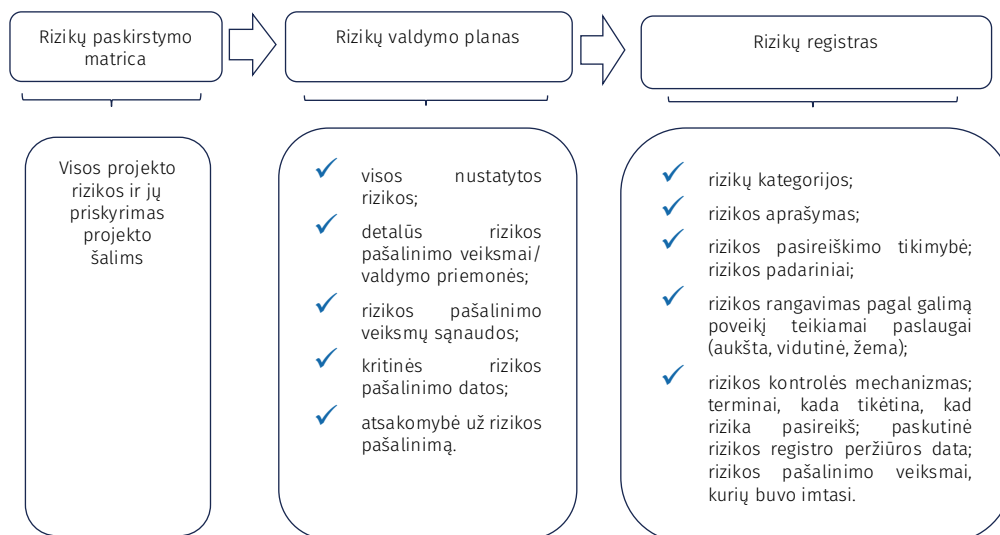 Rizikų paskirstymo
matrica
Rizikų valdymo planas
Rizikų registras
Visos projekto
rizikos ir jų
priskyrimas
projekto
šalims
visos nustatytos
rizikos;
detalūs rizikos
pašalinimo veiksmai/
valdymo priemonės;
rizikos pašalinimo
veiksmų sąnaudos;
kritinės rizikos
pašalinimo datos;
atsakomybė už rizikos
pašalinimą.
rizikų kategorijos;
rizikos aprašymas;
rizikos pasireiškimo tikimybė;
rizikos padariniai;
rizikos rangavimas pagal galimą
poveikį teikiamai paslaugai
(aukšta, vidutinė, žema);
rizikos kontrolės mechanizmas;
terminai, kada tikėtina, kad
rizika pasireikš; paskutinė
rizikos registro peržiūros data;
rizikos pašalinimo veiksmai,
kurių buvo imtasi.